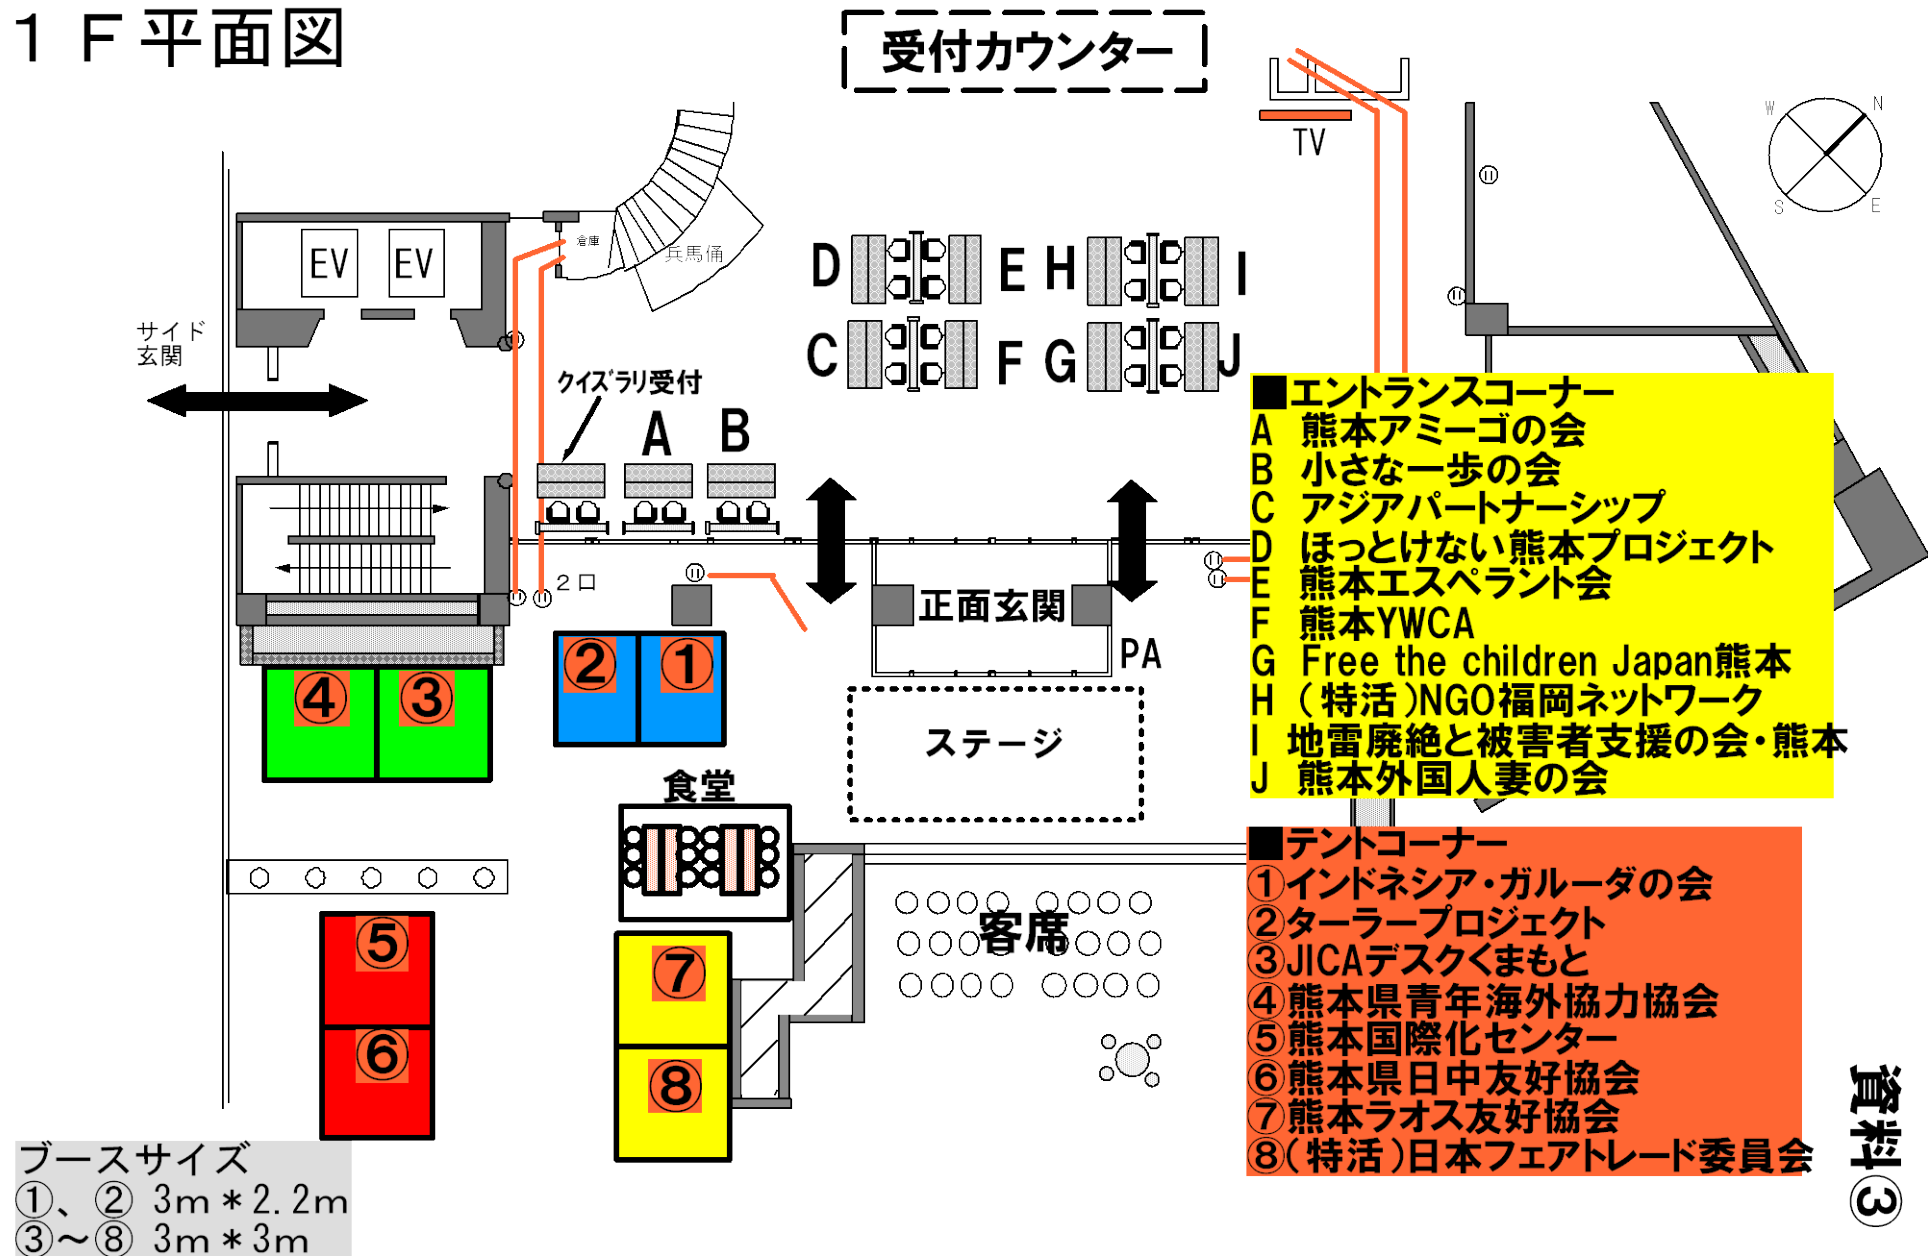 １Ｆ平面図
受付カウンター
TV
W
N
S
E
EV
EV
倉庫
兵馬俑
サイド
玄関
D
E
H
I
C
F
G
J
クイズラリ受付
A
B
２口
正面玄関
PA
②
①
④
③
ステージ
食堂
客席
⑤
⑥
⑦
⑧
■エントランスコーナー
A 熊本アミーゴの会
B 小さな一歩の会
C アジアパートナーシップ
D ほっとけない熊本プロジェクト
E 熊本エスペラント会
F 熊本YWCA
G Free the children Japan熊本
H （特活）NGO福岡ネットワーク
I 地雷廃絶と被害者支援の会・熊本
J 熊本外国人妻の会
■テントコーナー
①インドネシア・ガルーダの会
②ターラープロジェクト
③JICAデスクくまもと
④熊本県青年海外協力協会
⑤熊本国際化センター
⑥熊本県日中友好協会
⑦熊本ラオス友好協会
⑧（特活）日本フェアトレード委員会
ブースサイズ
①、② 3m＊2.2m
③～⑧ 3m＊3m
資料③